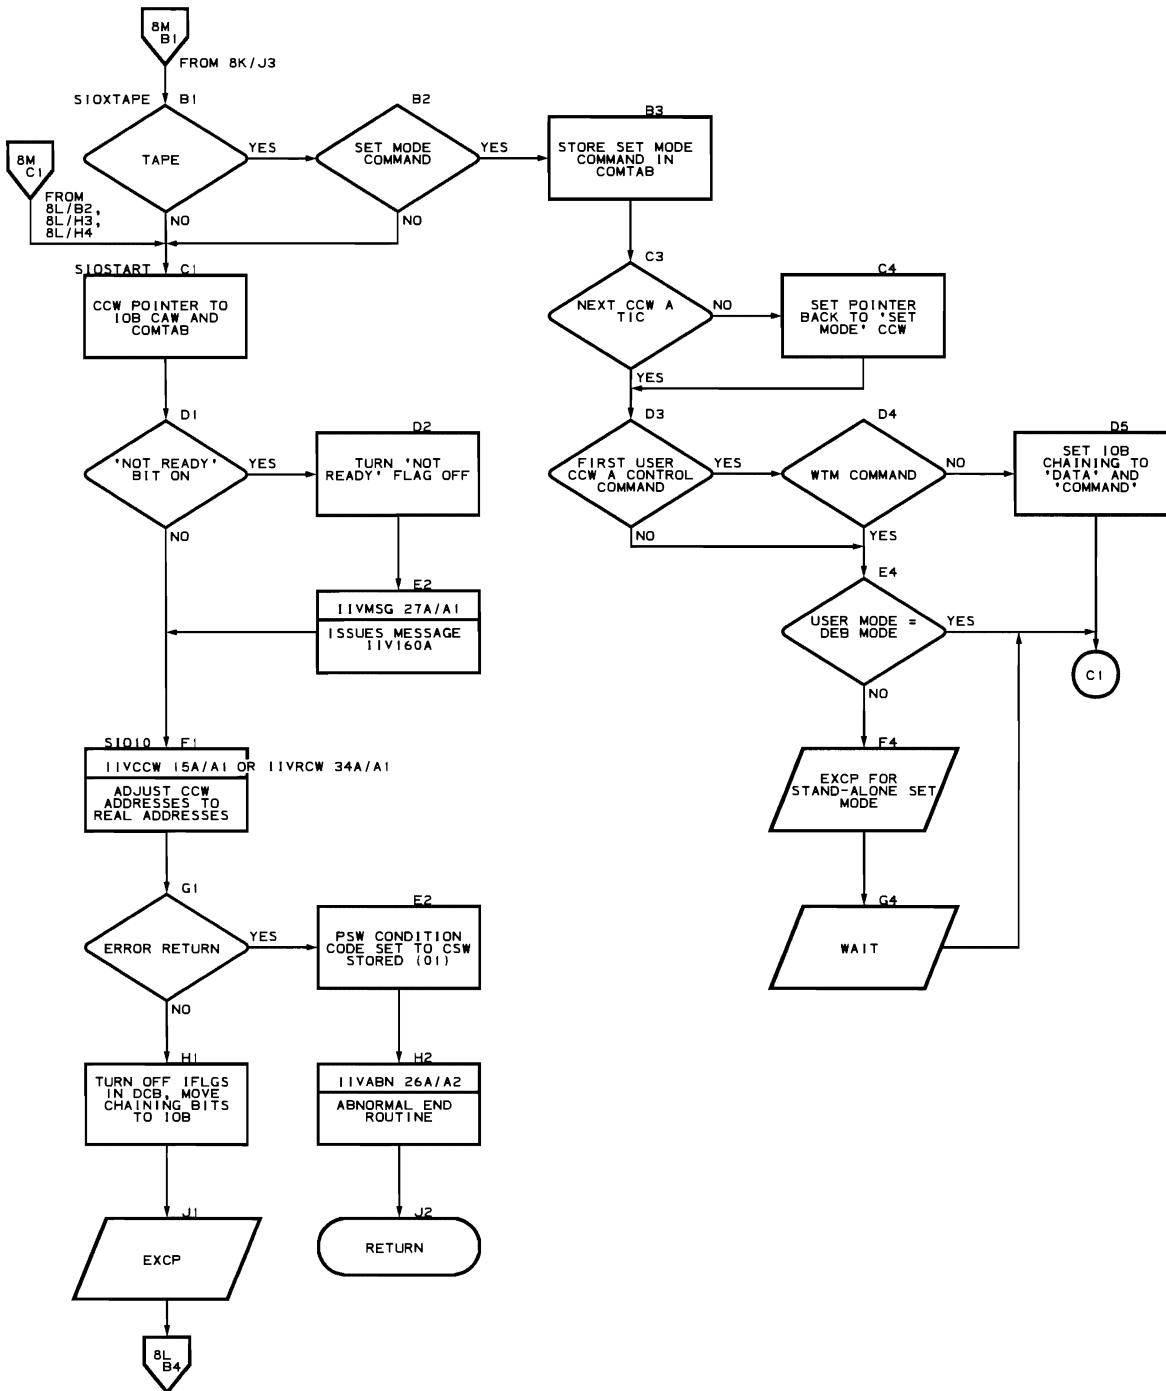 8M
B1
FROM 8K/J3
SIOXTAPE B1
TAPE
YES
NO
B2
SET MODE
COMMAND
YES
NO
B3
STORE SET MODE
COMMAND IN
COMTAB
8M
C1
FROM
8L/B2,
8L/H3,
8L/H4
SIOSTART C1
CCW POINTER TO
IOB CAW AND
COMTAB
C3
NEXT CCW A
TIC
NO
YES
C4
SET POINTER
BACK TO 'SET
MODE' CCW
D1
'NOT READY'
BIT ON
YES
NO
D2
TURN 'NOT
READY' FLAG OFF
D3
FIRST USER
CCW A CONTROL
COMMAND
YES
NO
D4
WTM COMMAND
NO
YES
D5
SET IOB
CHAINING TO
'DATA' AND
'COMMAND'
E2
IIVMSG 27A/A1
ISSUES MESSAGE
IIV160A
E4
USER MODE =
DEB MODE
YES
NO
C1
SIO10 F1
IIVCCW 15A/A1 OR IIVRCW 34A/A1
ADJUST CCW
ADDRESSES TO
REAL ADDRESSES
F4
EXCP FOR
STAND-ALONE SET
MODE
G1
ERROR RETURN
YES
NO
E2
PSW CONDITION
CODE SET TO CSW
STORED (01)
G4
WAIT
H1
TURN OFF IFLGS
IN DCB, MOVE
CHAINING BITS
TO IOB
H2
IIVABN 26A/A2
ABNORMAL END
ROUTINE
J1
EXCP
J2
RETURN
8L
B4